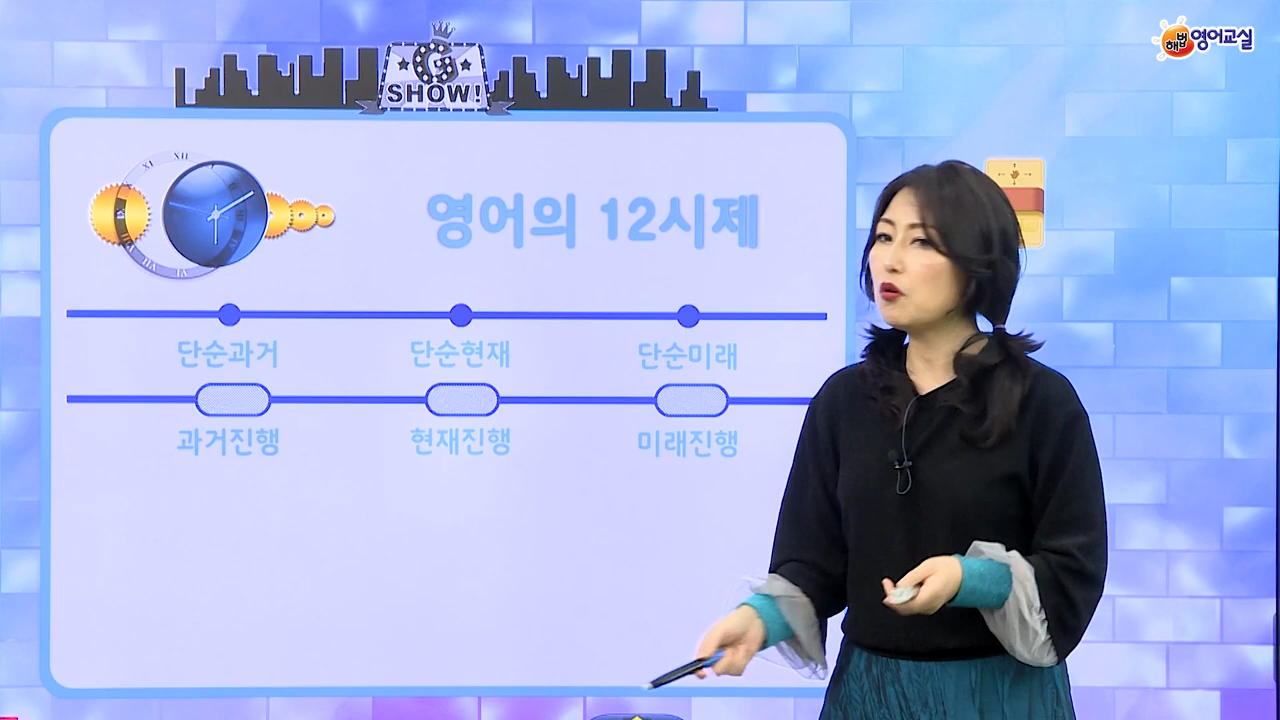 해법영어교실
G
SHOW!
XI XII
영어의 12시제
단순과거 단순현재 단순미래
과거진행 현재진행 미래진행